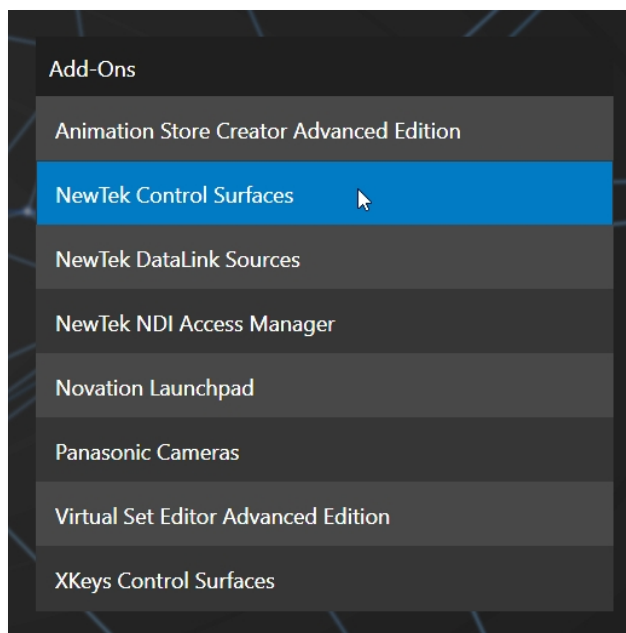 Add-Ons
Animation Store Creator Advanced Edition
NewTek Control Surfaces
NewTek DataLink Sources
NewTek NDI Access Manager
Novation Launchpad
Panasonic Cameras
Virtual Set Editor Advanced Edition
XKeys Control Surfaces